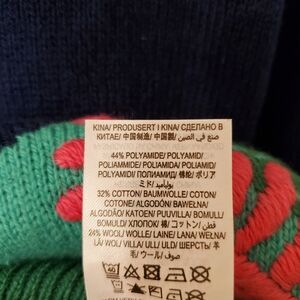 KINA/ PRODUSERT I KINA/ СДЕЛАНО В
КИТАЕ/ 中国制造/ 中国製/ صنع في الصين
44% POLYAMIDE/ POLYAMID/
POLIAMMIDE/ POLIAMIDA/ POLIAMID/
POLYAMIDI/ ПОЛИАМИД/ 锦纶/ ポリア
ミド/ بولياميد
32% COTTON/ BAUMWOLLE/ COTON/
COTONE/ ALGODÓN/ BAWEŁNA/
ALGODÃO/ KATOEN/ PUUVILLA/ BOMULL/
BOMULD/ ХЛОПОК/ 棉/ コットン/ قطن
24% WOOL/ WOLLE/ LAINE/ LANA/ WEŁNA/
LÃ/ WOL/ VILLA/ ULL/ ULD/ ШЕРСТЬ/ 羊
毛/ ウール/ صوف